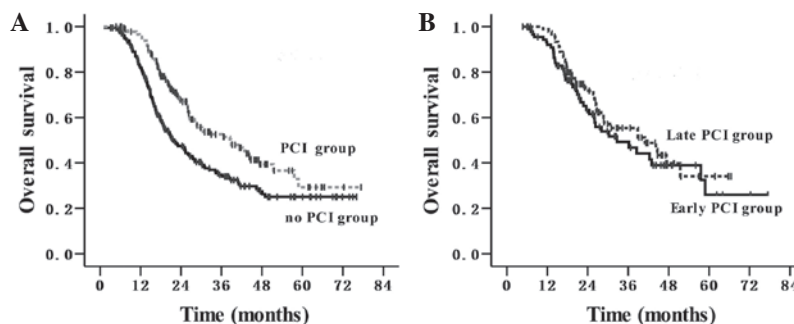 A
Overall survival
1. 0
0. 8
0. 6
0. 4
0. 2
0. 0
PCI group
no PCI group
0 12 24 36 48 60 72 84
Time (months)
B
Overall survival
1. 0
0. 8
0. 6
0. 4
0. 2
0. 0
Late PCI group
Early PCI group
0 12 24 36 48 60 72 84
Time (months)